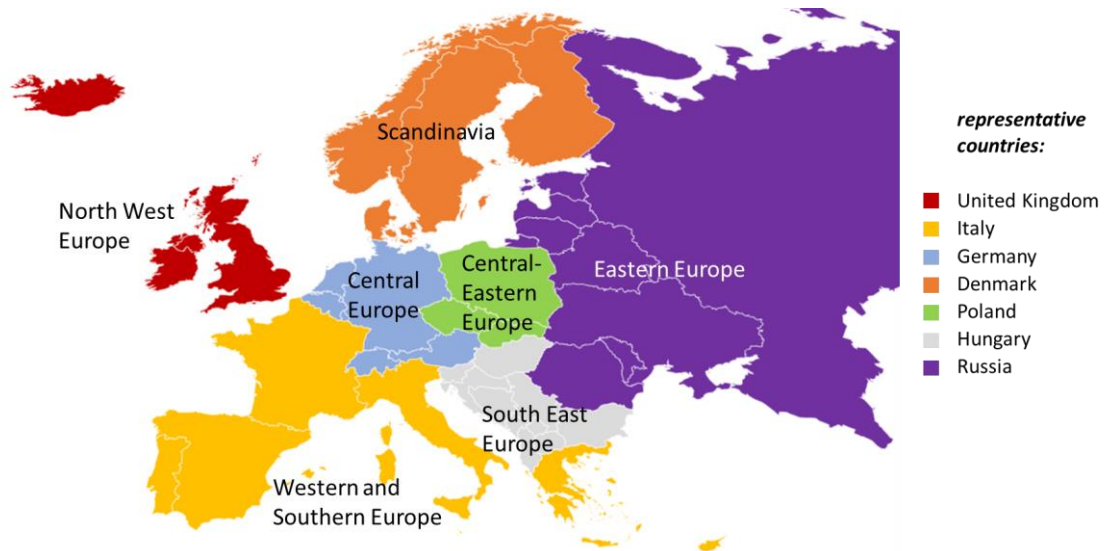 Scandinavia
North West
Europe
Central
Europe
Central-
Eastern
Europe
Eastern Europe
South East
Europe
Western and
Southern Europe
representative
countries:
United Kingdom
Italy
Germany
Denmark
Poland
Hungary
Russia